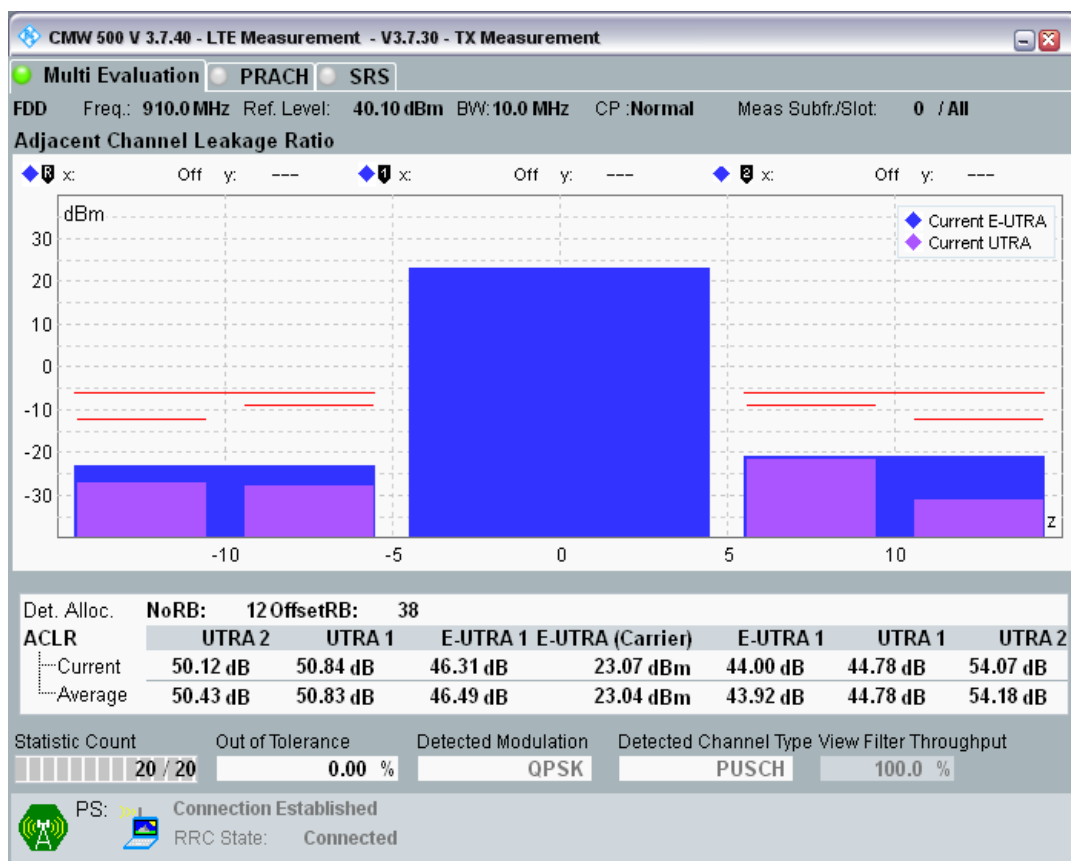 CMW 500 V 3.7.40 - LTE Measurement - V3.7.30 - TX Measurement
Multi Evaluation PRACH SRS
FDD Freq.: 910.0 MHz Ref. Level: 40.10 dBm BW: 10.0 MHz CP :Normal Meas Subfr./Slot: 0 / All
Adjacent Channel Leakage Ratio
R x: Off y: --- 1 x: Off y: --- 2 x: Off y: ---
dBm
Current E-UTRA
Current UTRA
30
20
10
0
-10
-20
-30
z
-10 -5 0 5 10
Det. Alloc. NoRB: 12 OffsetRB: 38
ACLR UTRA 2 UTRA 1 E-UTRA 1 E-UTRA (Carrier) E-UTRA 1 UTRA 1 UTRA 2
Current 50.12 dB 50.84 dB 46.31 dB 23.07 dBm 44.00 dB 44.78 dB 54.07 dB
Average 50.43 dB 50.83 dB 46.49 dB 23.04 dBm 43.92 dB 44.78 dB 54.18 dB
Statistic Count Out of Tolerance Detected Modulation Detected Channel Type View Filter Throughput
20 / 20 0.00 % QPSK PUSCH 100.0 %
PS: Connection Established
RRC State: Connected